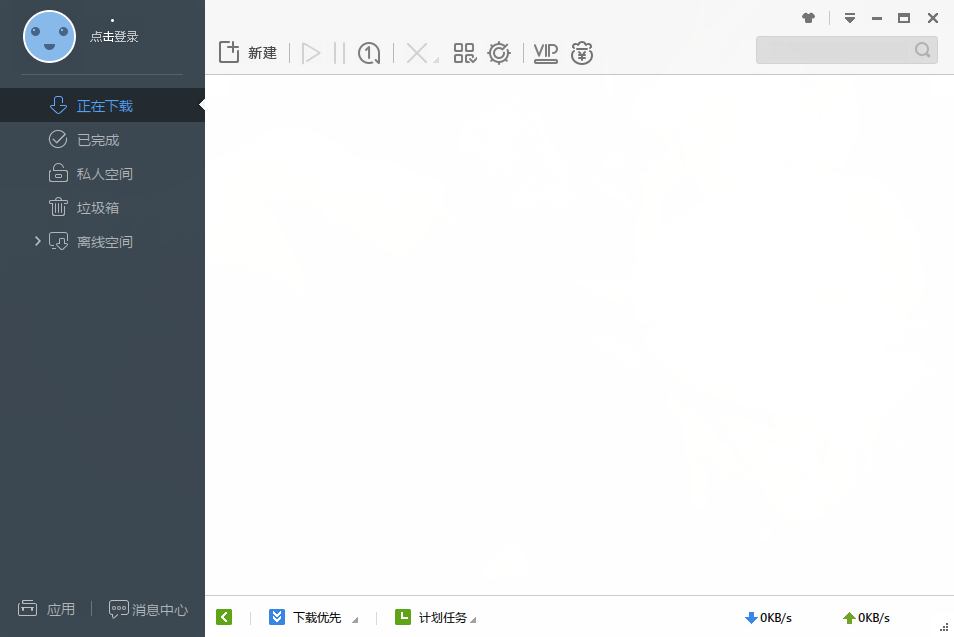 点击登录
新建
VIP
正在下载
已完成
私人空间
垃圾箱
离线空间
应用
消息中心
下载优先
计划任务
0KB/s
0KB/s